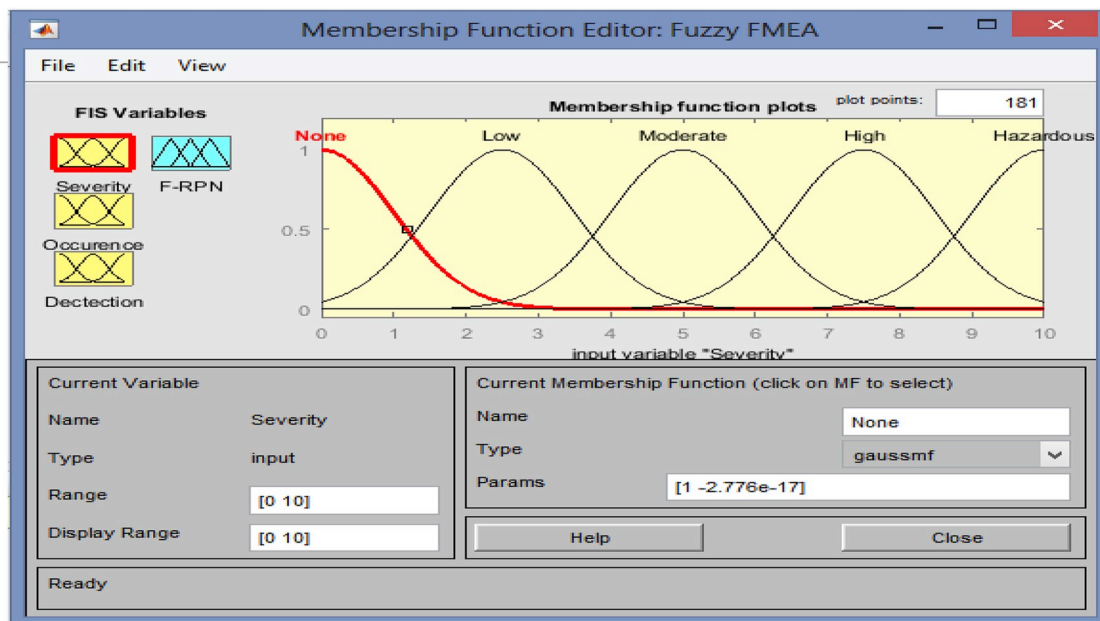 Membership Function Editor: Fuzzy FMEA
File Edit View
FIS Variables
Severity
F-RPN
Occurence
Dectection
Membership function plots
plot points: 181
None Low Moderate High Hazardous
1
0.5
0
0 1 2 3 4 5 6 7 8 9 10
input variable "Severity"
Current Variable
Name Severity
Type input
Range [0 10]
Display Range [0 10]
Current Membership Function (click on MF to select)
Name None
Type gaussmf
Params [1 -2.776e-17]
Help Close
Ready